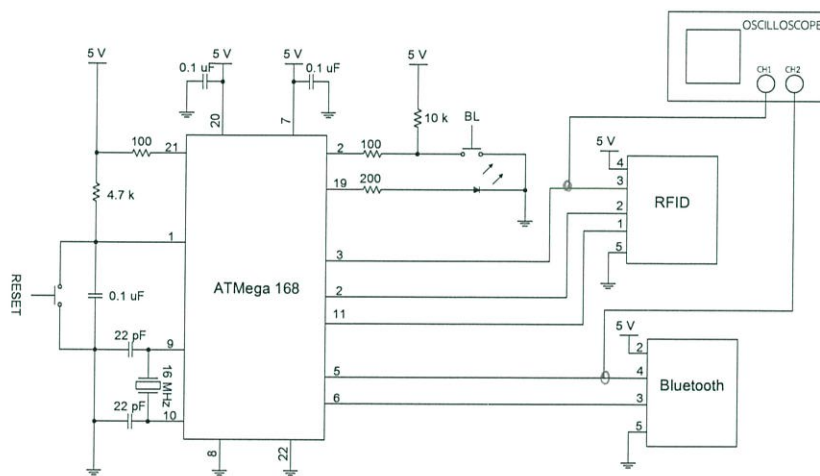 OSCILLOSCOPE
CH1 CH2
5 V 5 V 5 V 5 V
0.1 uF 0.1 uF
20 7
10 k BL
100 21 2 100
19 200
4.7 k
5 V
4
3
2
1
5
RFID
1
3
ATMega 168
2
11
RESET
0.1 uF
22 pF 9
16 MHz
22 pF 10
5
6
8 22
5 V
2
4
3
5
Bluetooth